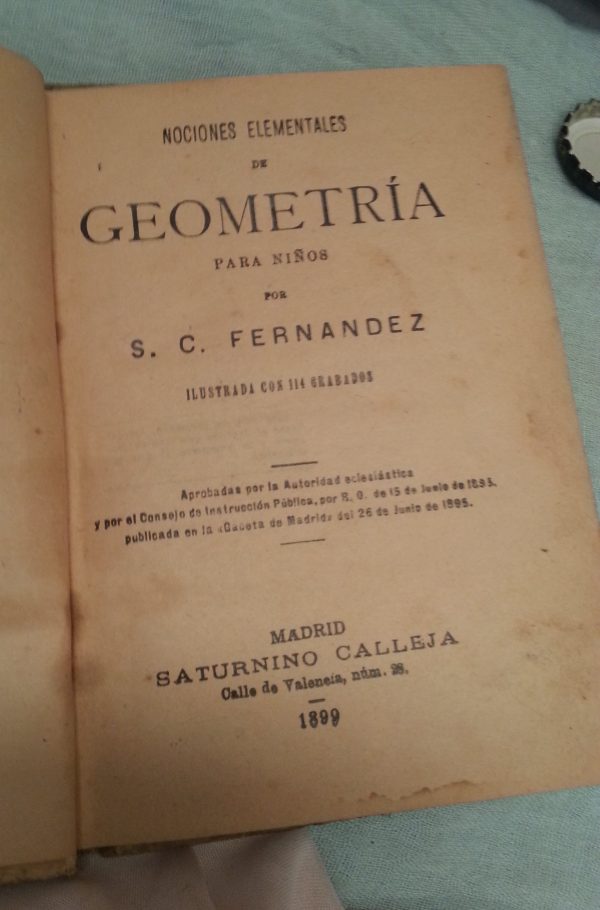 NOCIONES ELEMENTALES
DE
GEOMETRÍA
PARA NIÑOS
POR
S. C. FERNANDEZ
ILUSTRADA CON 114 GRABADOS
Aprobadas por la Autoridad eclesiástica
y por el Consejo de Instrucción Pública, por R. O. de 15 de Junio de 1895,
publicada en la «Gaceta de Madrid» del 26 de Junio de 1895.
MADRID
SATURNINO CALLEJA
Calle de Valencia, núm. 28.
1899